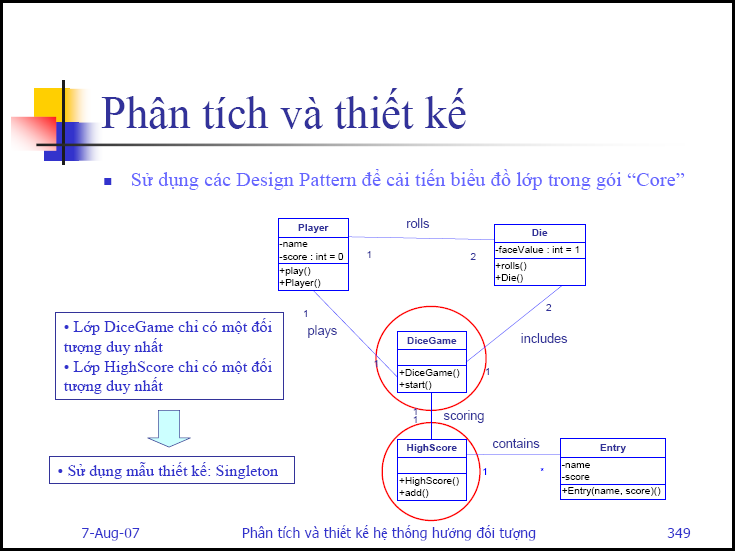 Phân tích và thiết kế
Sử dụng các Design Pattern để cải tiến biểu đồ lớp trong gói “Core”
Player
-name
-score : int = 0
+play()
+Player()
rolls
1
2
Die
-faceValue : int = 1
+rolls()
+Die()
1
plays
1
2
includes
1
DiceGame
+DiceGame()
+start()
• Lớp DiceGame chỉ có một đối
tượng duy nhất
• Lớp HighScore chỉ có một đối
tượng duy nhất
1
1
scoring
HighScore
+HighScore()
+add()
contains
1
*
Entry
-name
-score
+Entry(name, score)()
• Sử dụng mẫu thiết kế: Singleton
7-Aug-07
Phân tích và thiết kế hệ thống hướng đối tượng
349